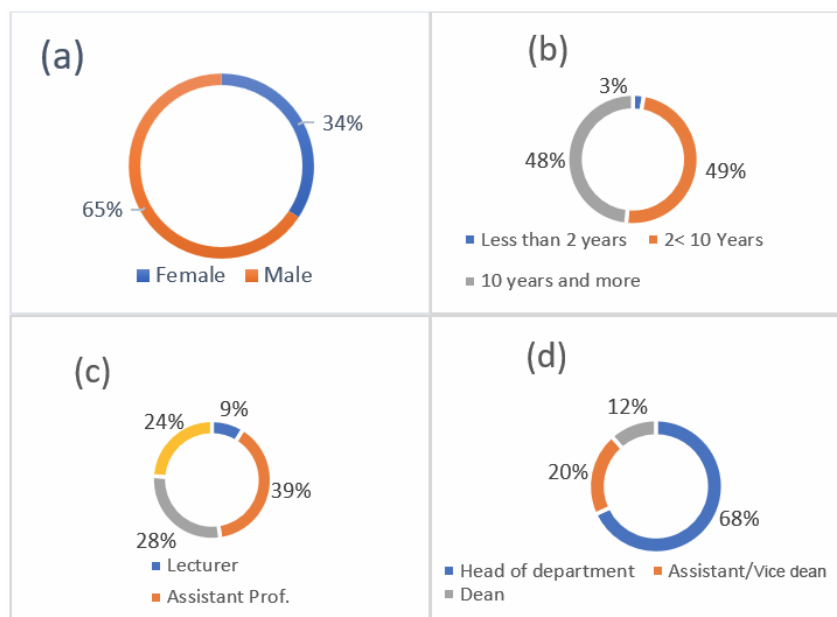 (a)
34%
65%
Female Male
(b)
3%
48%
49%
Less than 2 years 2< 10 Years
10 years and more
(c)
24% 9%
39%
28%
Lecturer
Assistant Prof.
(d)
12%
20%
68%
Head of department Assistant/Vice dean
Dean